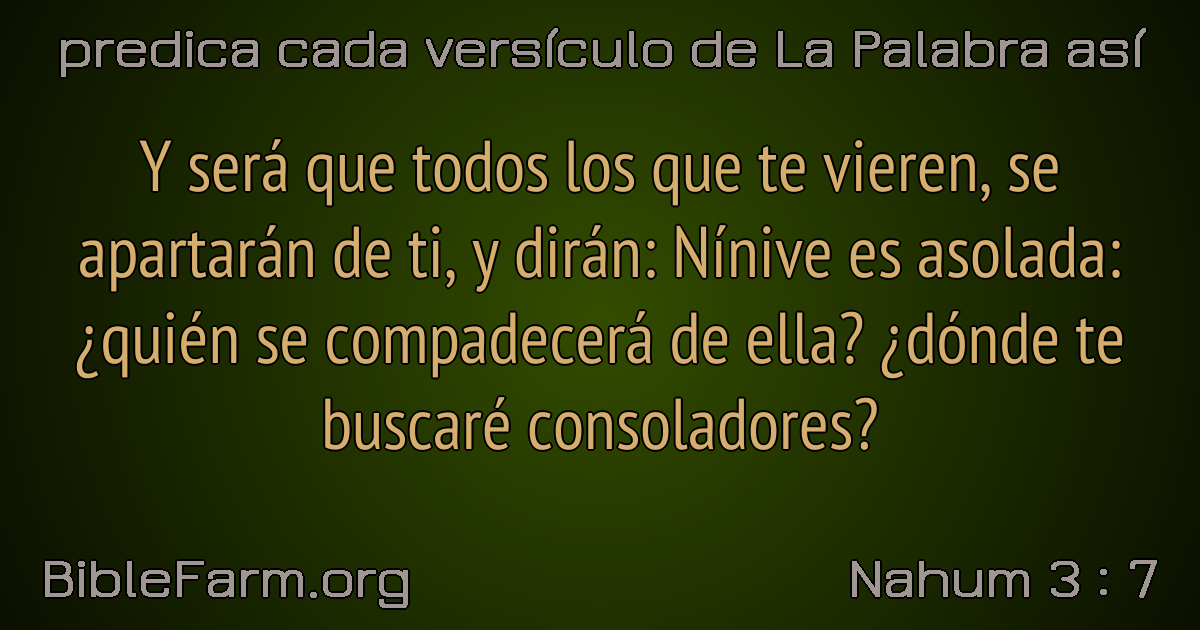 predica cada versículo de La Palabra así
Y será que todos los que te vieren, se
apartarán de ti, y dirán: Nínive es asolada:
¿quién se compadecerá de ella? ¿dónde te
buscaré consoladores?
BibleFarm.org
Nahum 3 : 7